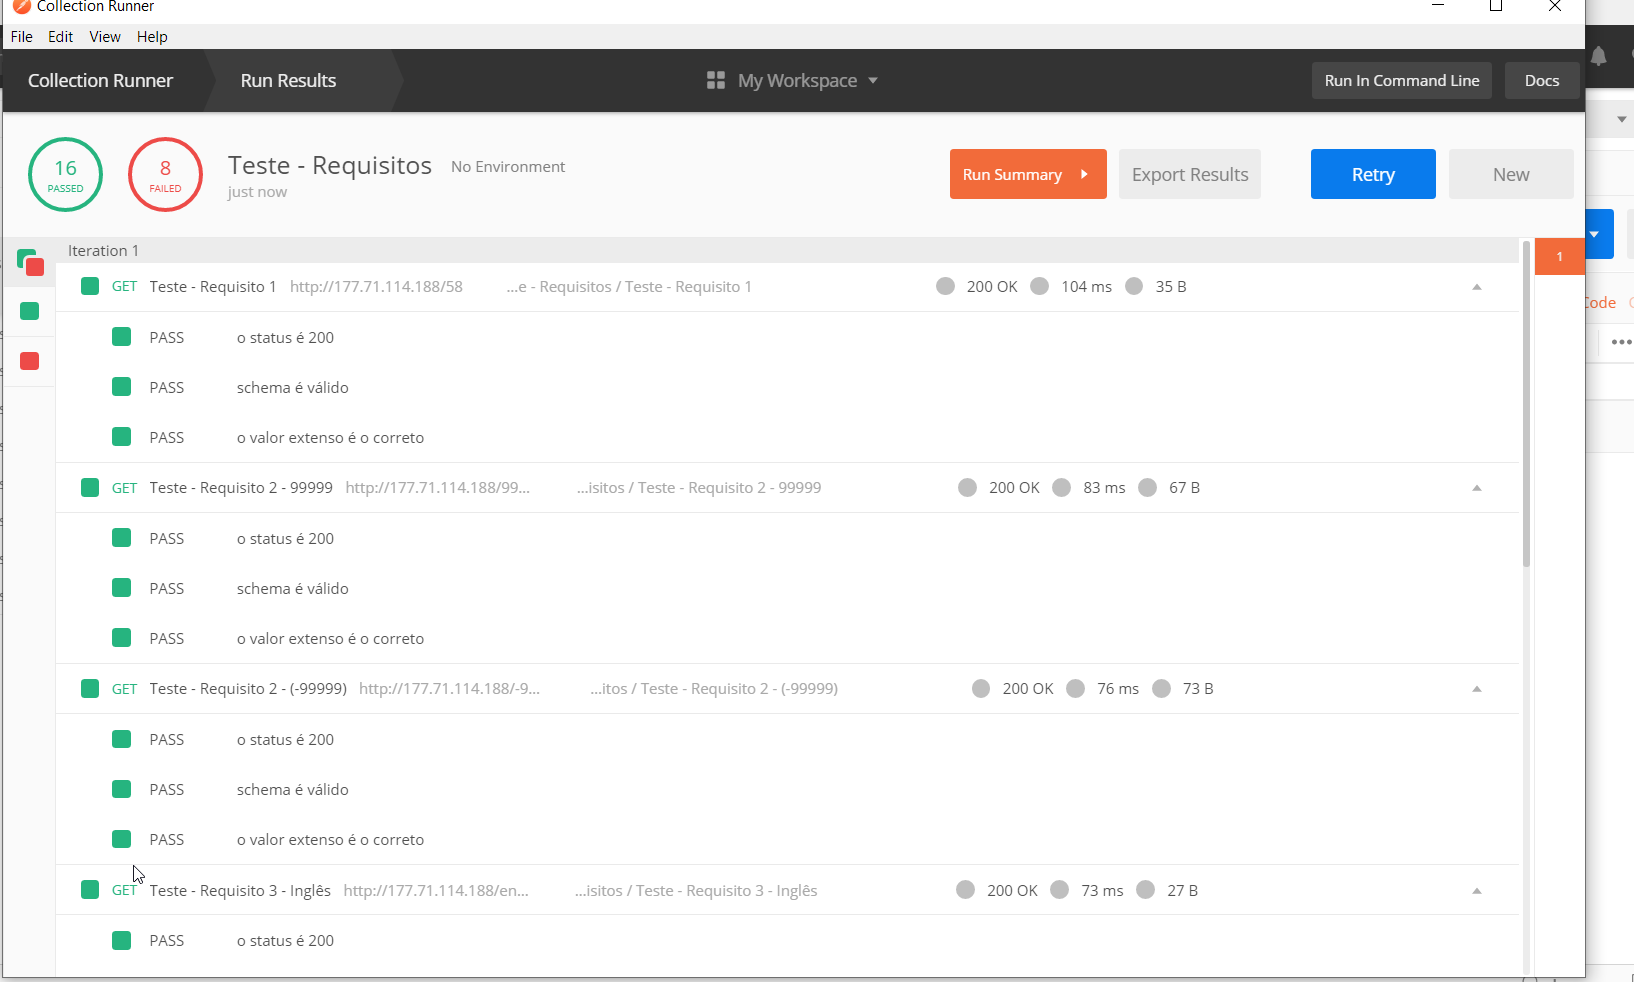 Collection Runner
File Edit View Help
Collection Runner Run Results My Workspace Run In Command Line Docs
16 PASSED
8 FAILED
Teste - Requisitos No Environment
just now
Run Summary Export Results Retry New
Iteration 1
1
GET Teste - Requisito 1 http://177.71.114.188/58 ...e - Requisitos / Teste - Requisito 1 200 OK 104 ms 35 B
Code
PASS o status é 200
PASS schema é válido
PASS o valor extenso é o correto
GET Teste - Requisito 2 - 99999 http://177.71.114.188/99... ...isitos / Teste - Requisito 2 - 99999 200 OK 83 ms 67 B
PASS o status é 200
PASS schema é válido
PASS o valor extenso é o correto
GET Teste - Requisito 2 - (-99999) http://177.71.114.188/-9... ...itos / Teste - Requisito 2 - (-99999) 200 OK 76 ms 73 B
PASS o status é 200
PASS schema é válido
PASS o valor extenso é o correto
GET Teste - Requisito 3 - Inglês http://177.71.114.188/en... ...isitos / Teste - Requisito 3 - Inglês 200 OK 73 ms 27 B
PASS o status é 200